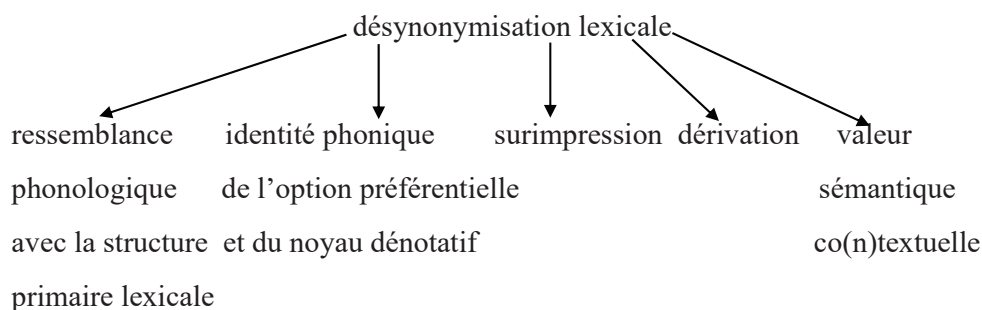 désynonymisation lexicale
ressemblance identité phonique surimpression dérivation valeur
phonologique de l’option préférentielle sémantique
avec la structure et du noyau dénotatif co(n)textuelle
primaire lexicale